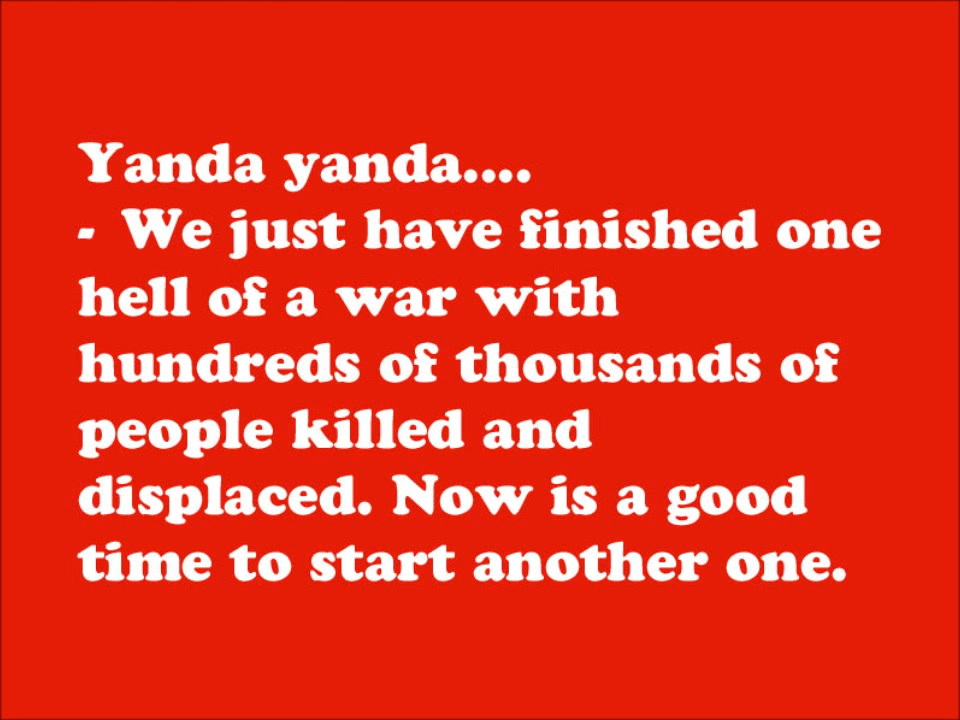 Yanda yanda....
- We just have finished one
hell of a war with
hundreds of thousands of
people killed and
displaced. Now is a good
time to start another one.